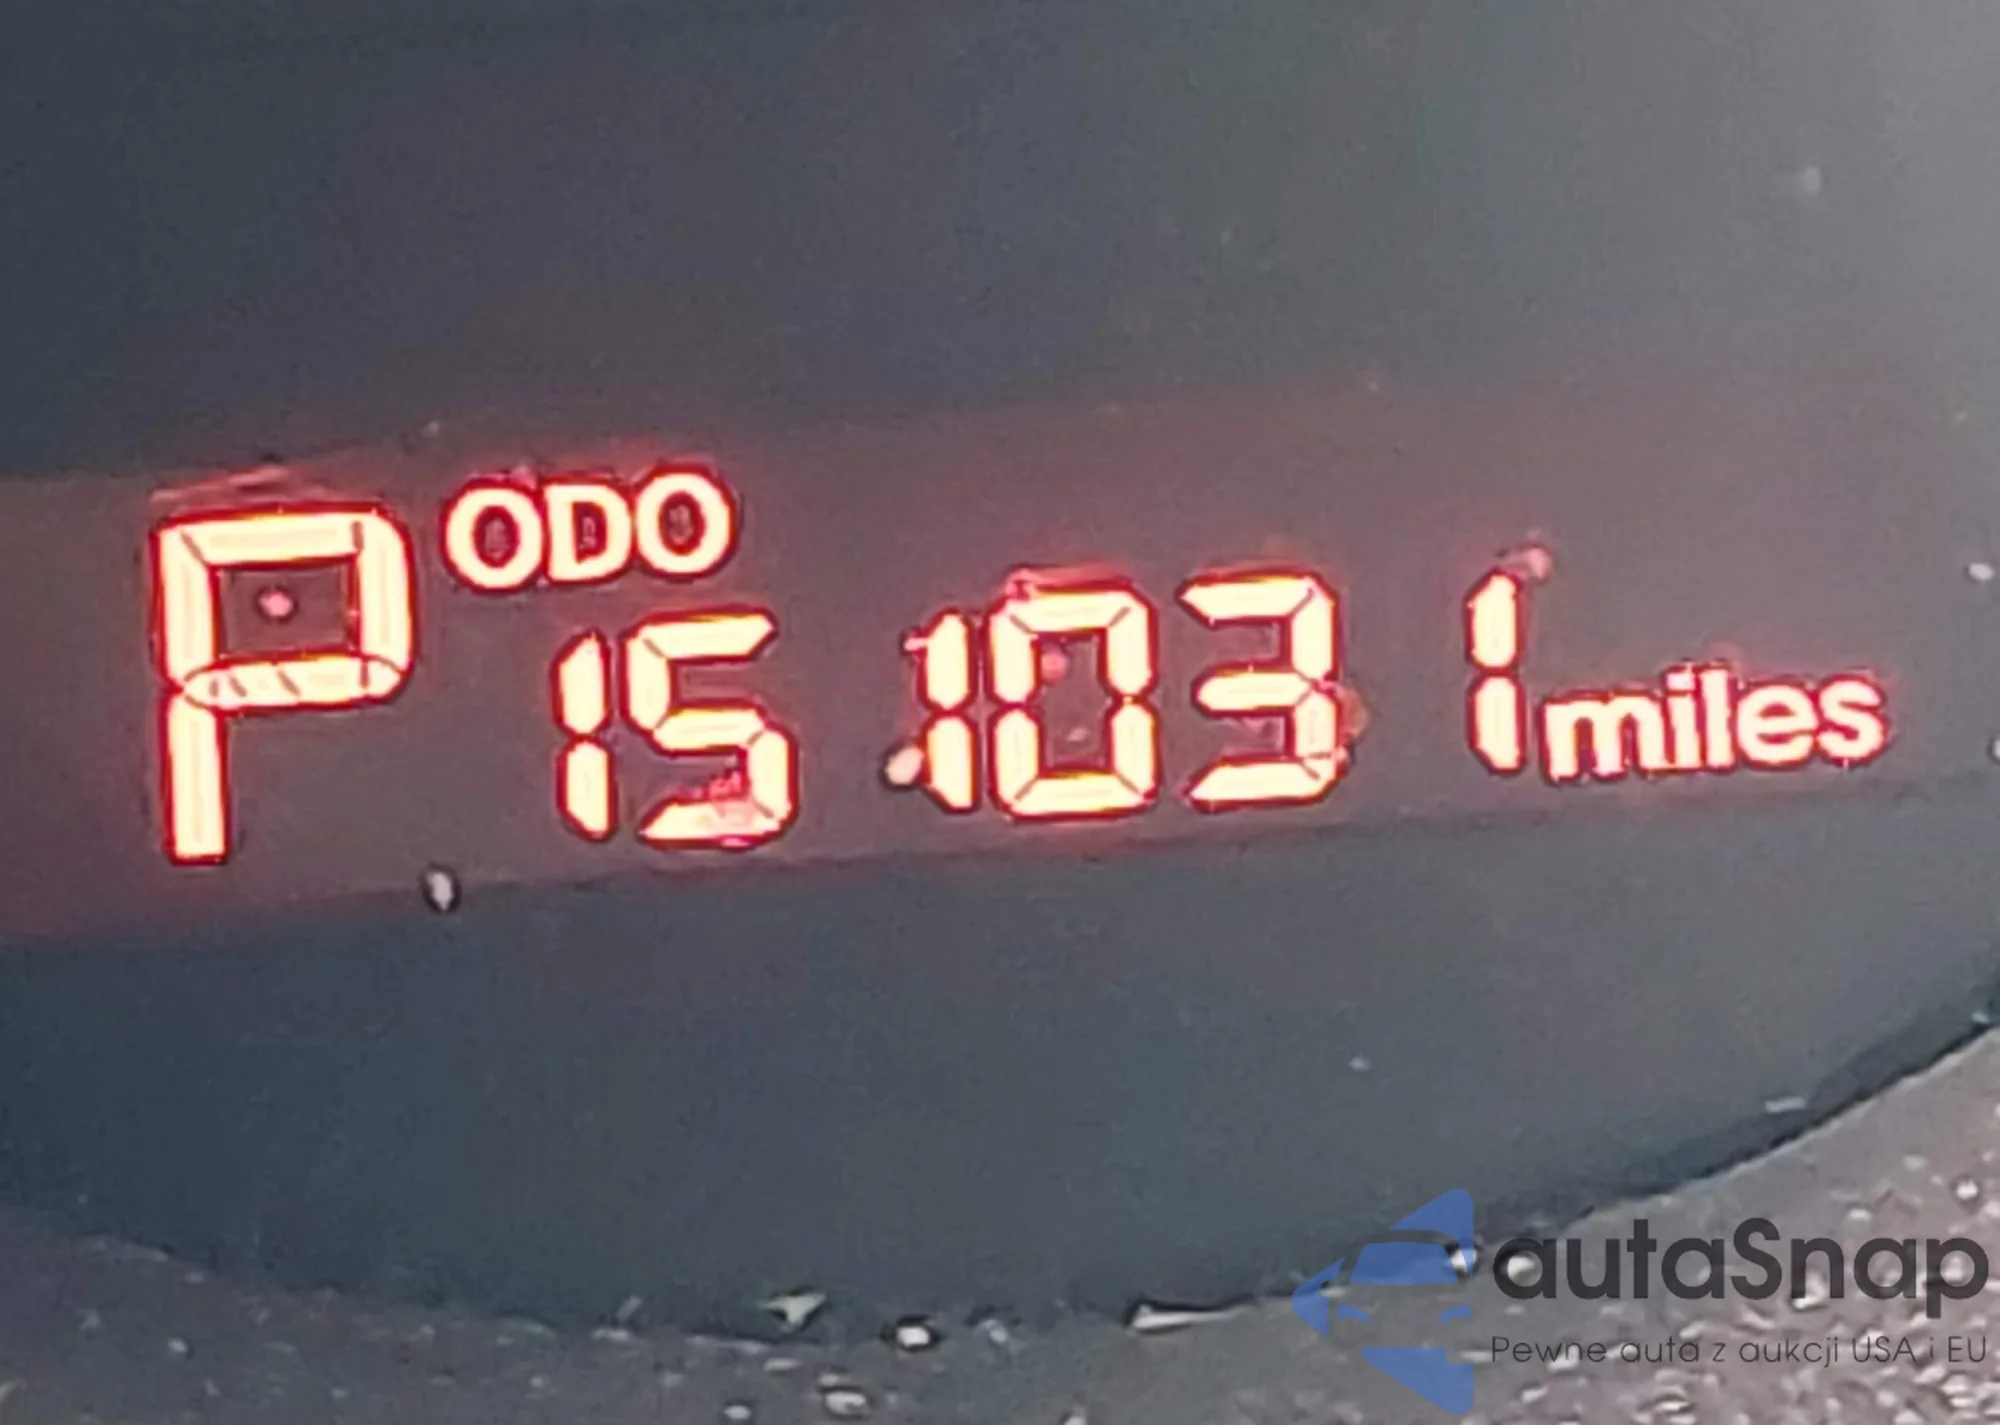 P ODO 151031 miles
autaSnap
Pewne auta z aukcji USA i EU